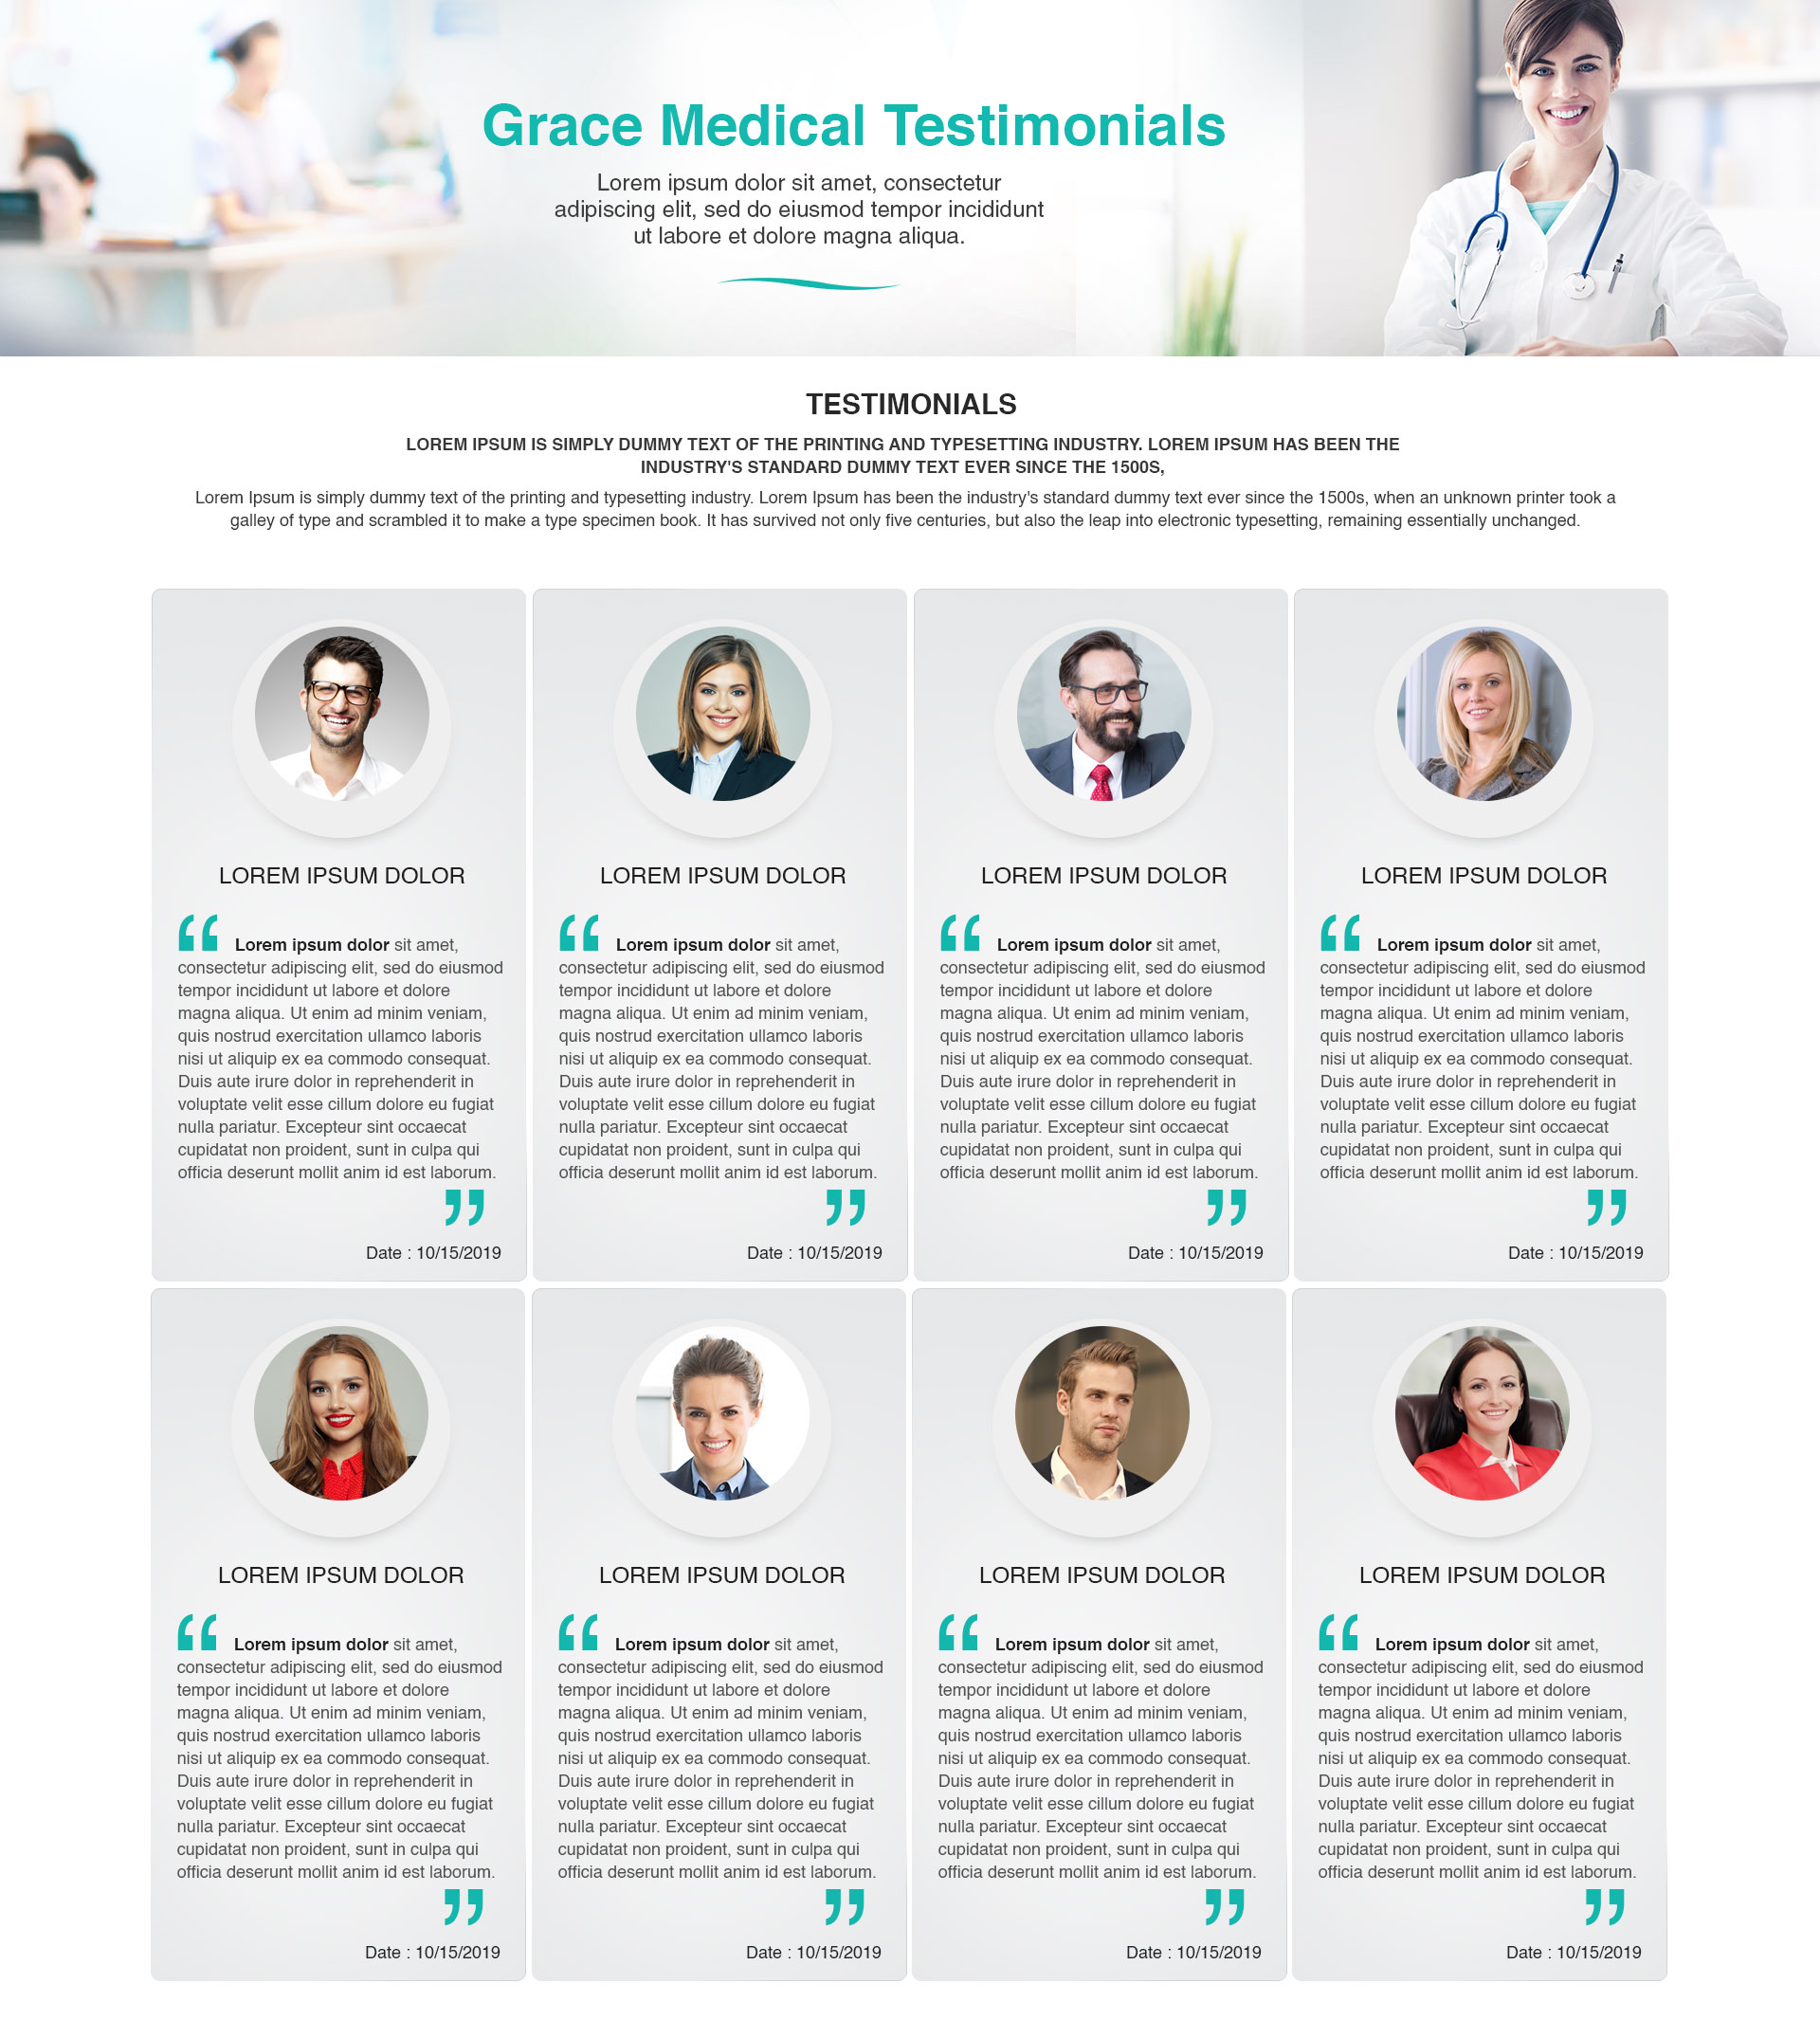 Grace Medical Testimonials
Lorem ipsum dolor sit amet, consectetur
adipiscing elit, sed do eiusmod tempor incididunt
ut labore et dolore magna aliqua.
TESTIMONIALS
LOREM IPSUM IS SIMPLY DUMMY TEXT OF THE PRINTING AND TYPESETTING INDUSTRY. LOREM IPSUM HAS BEEN THE
INDUSTRY'S STANDARD DUMMY TEXT EVER SINCE THE 1500S,
Lorem Ipsum is simply dummy text of the printing and typesetting industry. Lorem Ipsum has been the industry's standard dummy text ever since the 1500s, when an unknown printer took a
galley of type and scrambled it to make a type specimen book. It has survived not only five centuries, but also the leap into electronic typesetting, remaining essentially unchanged.
LOREM IPSUM DOLOR
“ Lorem ipsum dolor sit amet,
consectetur adipiscing elit, sed do eiusmod
tempor incididunt ut labore et dolore
magna aliqua. Ut enim ad minim veniam,
quis nostrud exercitation ullamco laboris
nisi ut aliquip ex ea commodo consequat.
Duis aute irure dolor in reprehenderit in
voluptate velit esse cillum dolore eu fugiat
nulla pariatur. Excepteur sint occaecat
cupidatat non proident, sunt in culpa qui
officia deserunt mollit anim id est laborum.
”
Date : 10/15/2019
LOREM IPSUM DOLOR
“ Lorem ipsum dolor sit amet,
consectetur adipiscing elit, sed do eiusmod
tempor incididunt ut labore et dolore
magna aliqua. Ut enim ad minim veniam,
quis nostrud exercitation ullamco laboris
nisi ut aliquip ex ea commodo consequat.
Duis aute irure dolor in reprehenderit in
voluptate velit esse cillum dolore eu fugiat
nulla pariatur. Excepteur sint occaecat
cupidatat non proident, sunt in culpa qui
officia deserunt mollit anim id est laborum.
”
Date : 10/15/2019
LOREM IPSUM DOLOR
“ Lorem ipsum dolor sit amet,
consectetur adipiscing elit, sed do eiusmod
tempor incididunt ut labore et dolore
magna aliqua. Ut enim ad minim veniam,
quis nostrud exercitation ullamco laboris
nisi ut aliquip ex ea commodo consequat.
Duis aute irure dolor in reprehenderit in
voluptate velit esse cillum dolore eu fugiat
nulla pariatur. Excepteur sint occaecat
cupidatat non proident, sunt in culpa qui
officia deserunt mollit anim id est laborum.
”
Date : 10/15/2019
LOREM IPSUM DOLOR
“ Lorem ipsum dolor sit amet,
consectetur adipiscing elit, sed do eiusmod
tempor incididunt ut labore et dolore
magna aliqua. Ut enim ad minim veniam,
quis nostrud exercitation ullamco laboris
nisi ut aliquip ex ea commodo consequat.
Duis aute irure dolor in reprehenderit in
voluptate velit esse cillum dolore eu fugiat
nulla pariatur. Excepteur sint occaecat
cupidatat non proident, sunt in culpa qui
officia deserunt mollit anim id est laborum.
”
Date : 10/15/2019
LOREM IPSUM DOLOR
“ Lorem ipsum dolor sit amet,
consectetur adipiscing elit, sed do eiusmod
tempor incididunt ut labore et dolore
magna aliqua. Ut enim ad minim veniam,
quis nostrud exercitation ullamco laboris
nisi ut aliquip ex ea commodo consequat.
Duis aute irure dolor in reprehenderit in
voluptate velit esse cillum dolore eu fugiat
nulla pariatur. Excepteur sint occaecat
cupidatat non proident, sunt in culpa qui
officia deserunt mollit anim id est laborum.
”
Date : 10/15/2019
LOREM IPSUM DOLOR
“ Lorem ipsum dolor sit amet,
consectetur adipiscing elit, sed do eiusmod
tempor incididunt ut labore et dolore
magna aliqua. Ut enim ad minim veniam,
quis nostrud exercitation ullamco laboris
nisi ut aliquip ex ea commodo consequat.
Duis aute irure dolor in reprehenderit in
voluptate velit esse cillum dolore eu fugiat
nulla pariatur. Excepteur sint occaecat
cupidatat non proident, sunt in culpa qui
officia deserunt mollit anim id est laborum.
”
Date : 10/15/2019
LOREM IPSUM DOLOR
“ Lorem ipsum dolor sit amet,
consectetur adipiscing elit, sed do eiusmod
tempor incididunt ut labore et dolore
magna aliqua. Ut enim ad minim veniam,
quis nostrud exercitation ullamco laboris
nisi ut aliquip ex ea commodo consequat.
Duis aute irure dolor in reprehenderit in
voluptate velit esse cillum dolore eu fugiat
nulla pariatur. Excepteur sint occaecat
cupidatat non proident, sunt in culpa qui
officia deserunt mollit anim id est laborum.
”
Date : 10/15/2019
LOREM IPSUM DOLOR
“ Lorem ipsum dolor sit amet,
consectetur adipiscing elit, sed do eiusmod
tempor incididunt ut labore et dolore
magna aliqua. Ut enim ad minim veniam,
quis nostrud exercitation ullamco laboris
nisi ut aliquip ex ea commodo consequat.
Duis aute irure dolor in reprehenderit in
voluptate velit esse cillum dolore eu fugiat
nulla pariatur. Excepteur sint occaecat
cupidatat non proident, sunt in culpa qui
officia deserunt mollit anim id est laborum.
”
Date : 10/15/2019